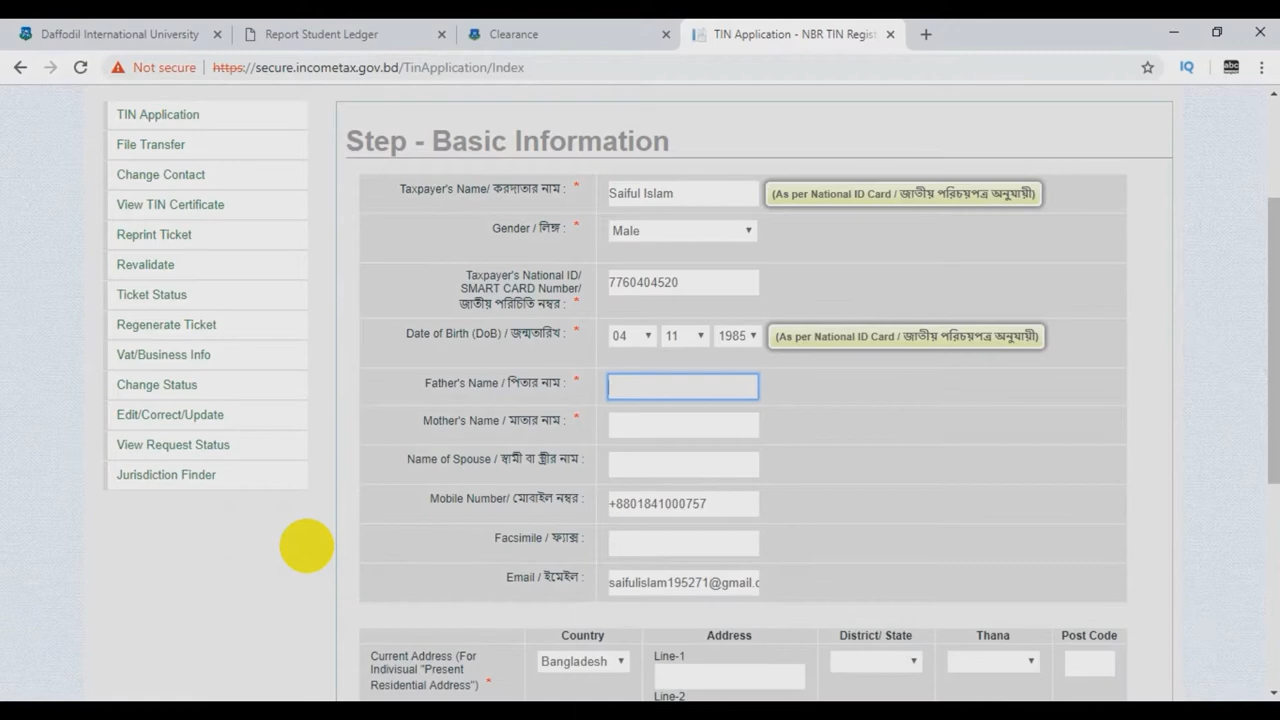 Daffodil International University
Report Student Ledger
Clearance
TIN Application - NBR TIN Regist
Not secure
https://secure.incometax.gov.bd/TinApplication/Index
TIN Application
File Transfer
Change Contact
View TIN Certificate
Reprint Ticket
Revalidate
Ticket Status
Regenerate Ticket
Vat/Business Info
Change Status
Edit/Correct/Update
View Request Status
Jurisdiction Finder
Step - Basic Information
Taxpayer's Name/ করদাতার নাম : * Saiful Islam (As per National ID Card / জাতীয় পরিচয়পত্র অনুযায়ী)
Gender / লিঙ্গ : * Male
Taxpayer's National ID/
SMART CARD Number/ 7760404520
জাতীয় পরিচিতি নম্বর : *
Date of Birth (DoB) / জন্মতারিখ : * 04 11 1985 (As per National ID Card / জাতীয় পরিচয়পত্র অনুযায়ী)
Father's Name / পিতার নাম : *
Mother's Name / মাতার নাম : *
Name of Spouse / স্বামী বা স্ত্রীর নাম :
Mobile Number/ মোবাইল নম্বর : +8801841000757
Facsimile / ফ্যাক্স :
Email / ইমেইল : saifulislam195271@gmail.c
Country Address District/ State Thana Post Code
Current Address (For
Indivisual "Present
Residential Address") *
Bangladesh
Line-1
Line-2